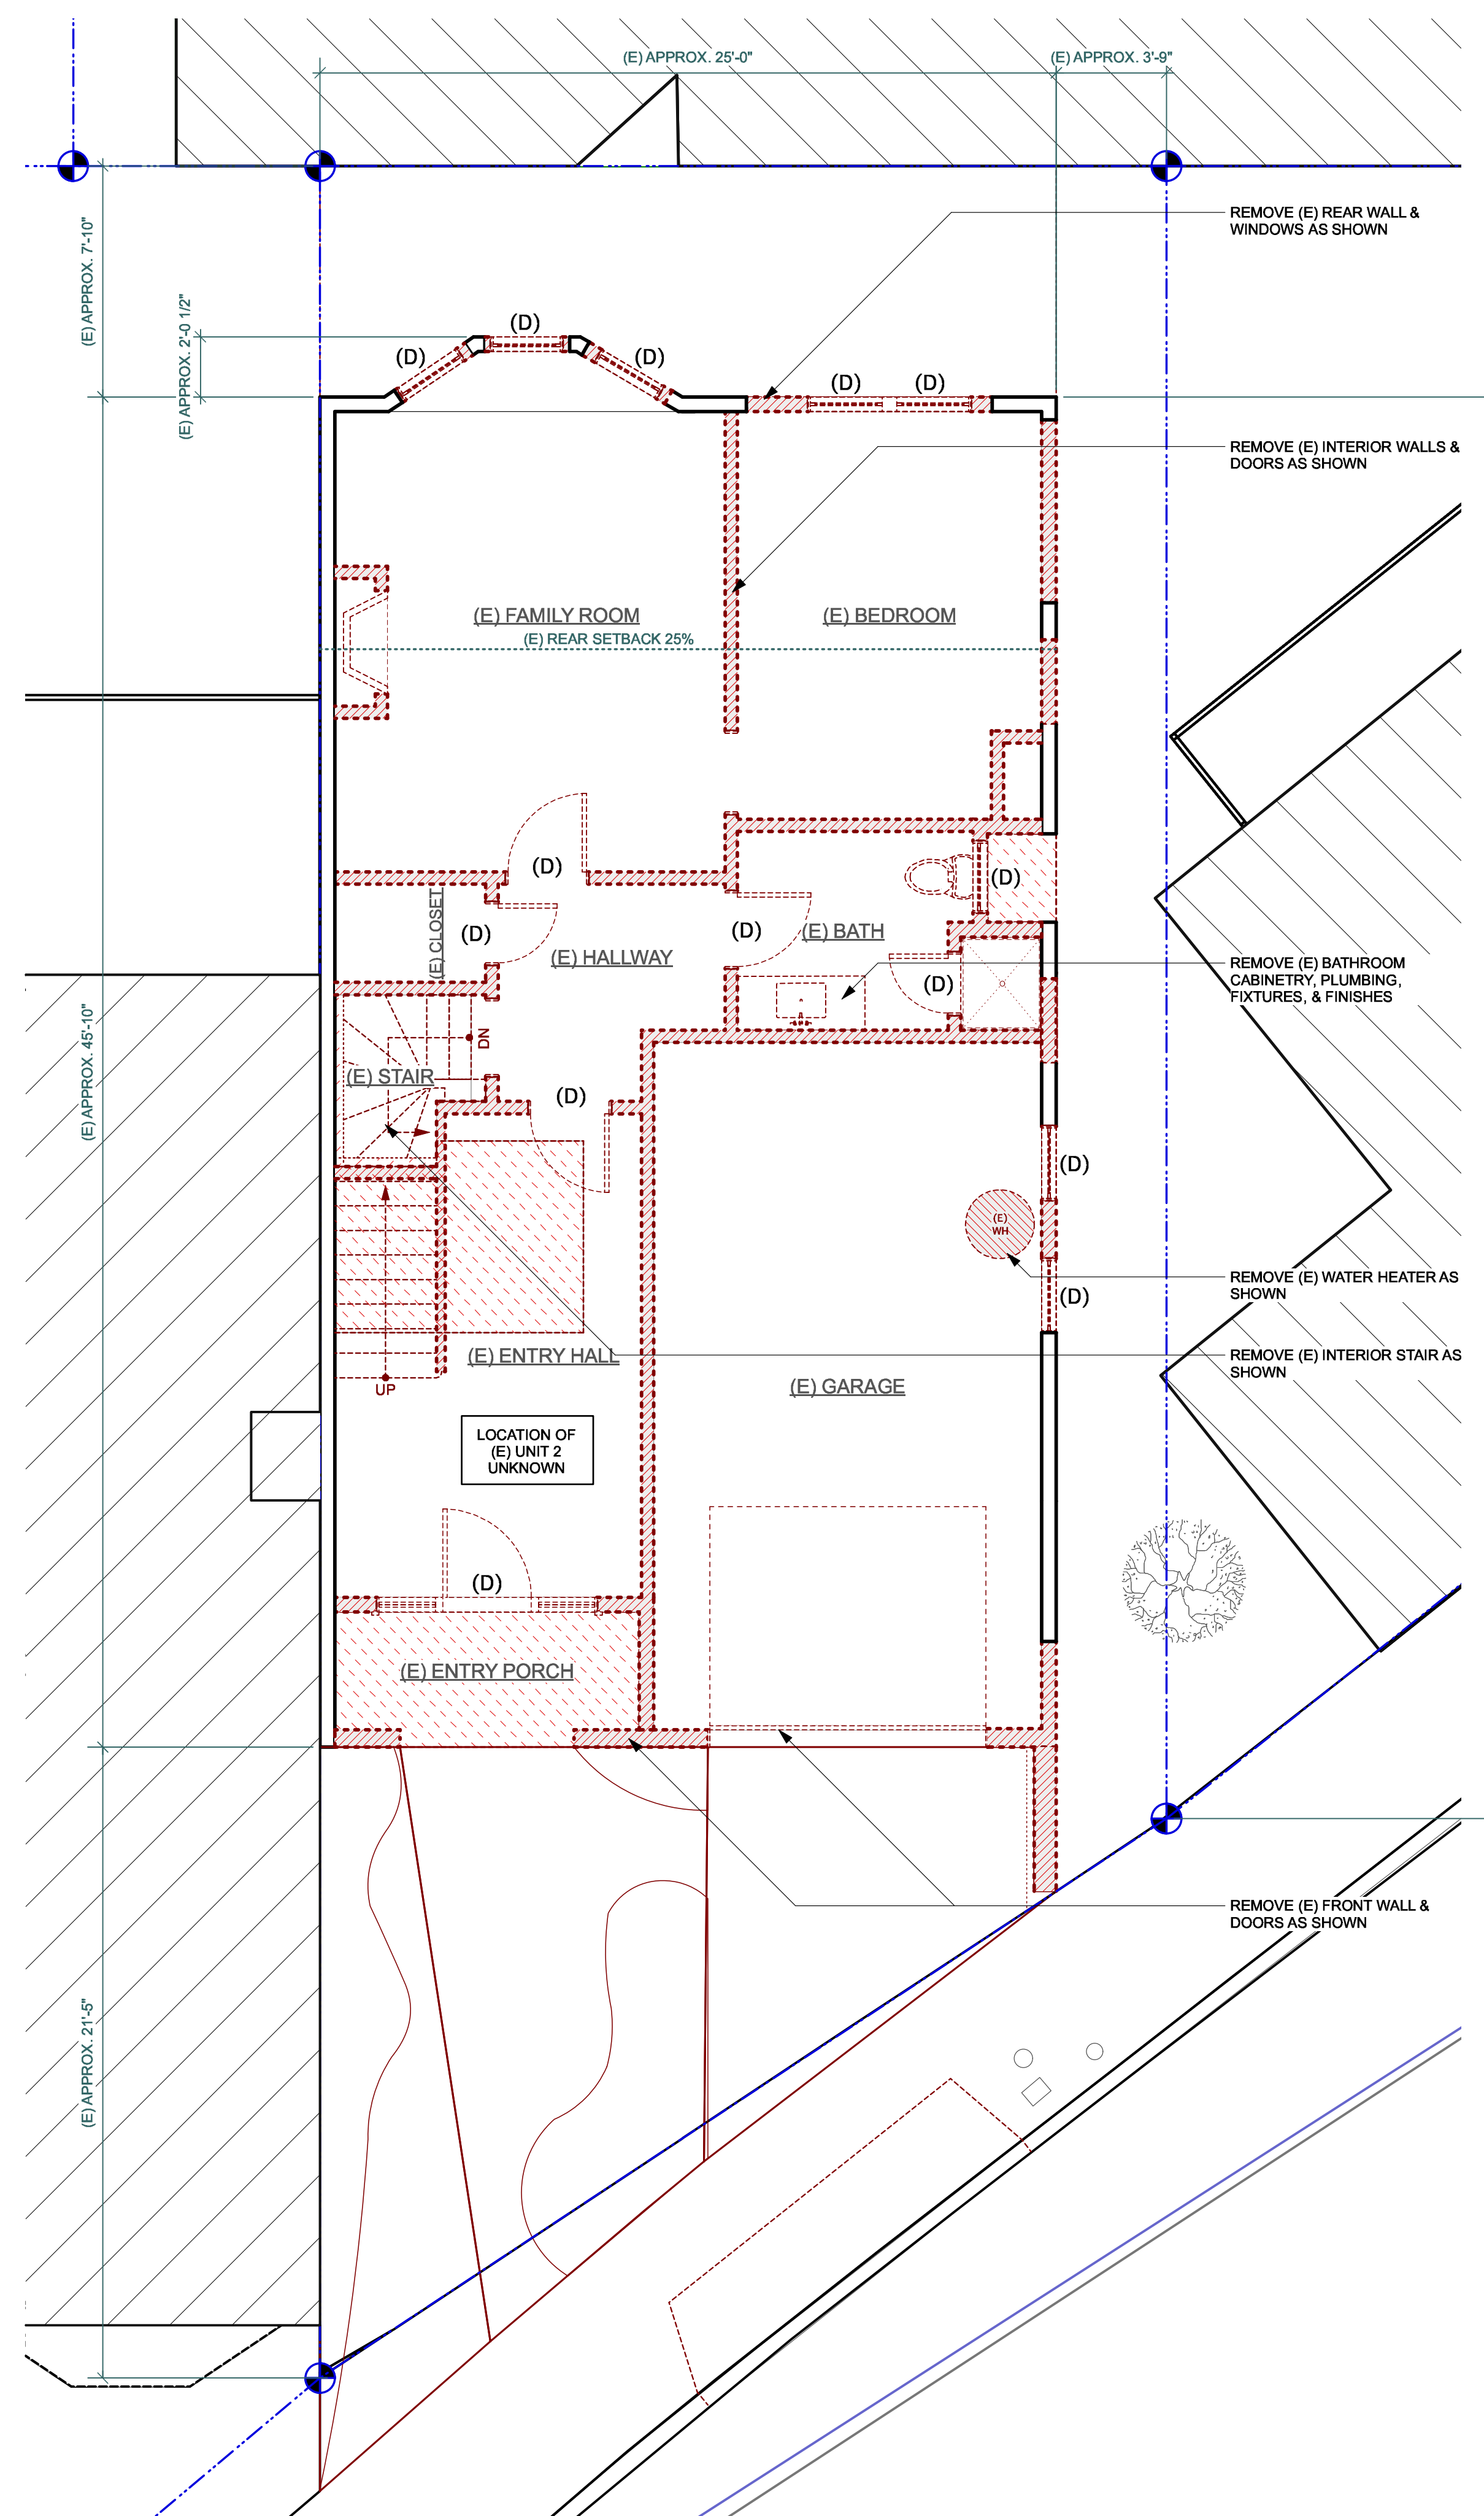 (E) APPROX. 25'-0"
(E) APPROX. 3'-9"
REMOVE (E) REAR WALL &
WINDOWS AS SHOWN
(E) APPROX. 7'-10"
(E) APPROX. 2'-0 1/2"
(D)
(D)
(D)
(D)
(D)
REMOVE (E) INTERIOR WALLS &
DOORS AS SHOWN
(E) FAMILY ROOM
(E) BEDROOM
(E) REAR SETBACK 25%
(D)
(D)
(E) CLOSET
(D)
(D)
(E) BATH
(E) HALLWAY
REMOVE (E) BATHROOM
CABINETRY, PLUMBING,
FIXTURES, & FINISHES
(D)
DN
(E) STAIR
(D)
(E) APPROX. 45'-10"
(D)
(E)
WH
REMOVE (E) WATER HEATER AS
SHOWN
(D)
(E) ENTRY HALL
REMOVE (E) INTERIOR STAIR AS
SHOWN
UP
(E) GARAGE
LOCATION OF
(E) UNIT 2
UNKNOWN
(D)
(E) ENTRY PORCH
REMOVE (E) FRONT WALL &
DOORS AS SHOWN
(E) APPROX. 21'-5"